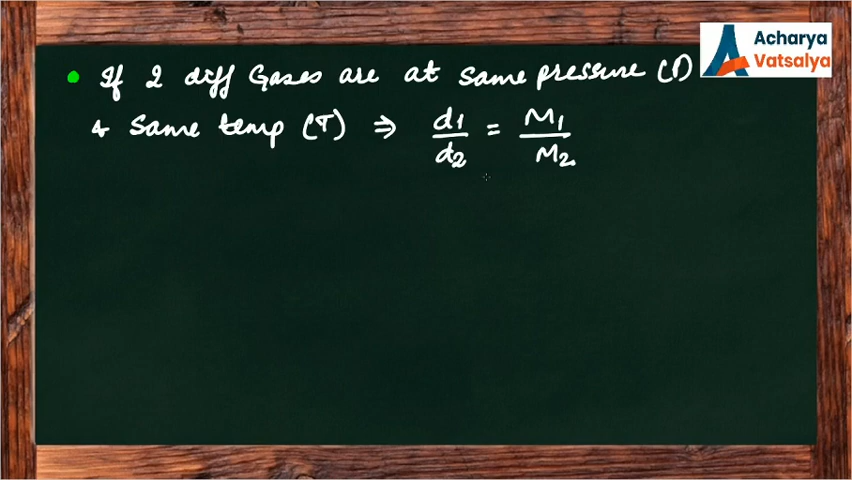 Acharya
Vatsalya
If 2 diff Gases are at same pressure (P)
& same temp (T) ⇒ d1/d2 = M1/M2